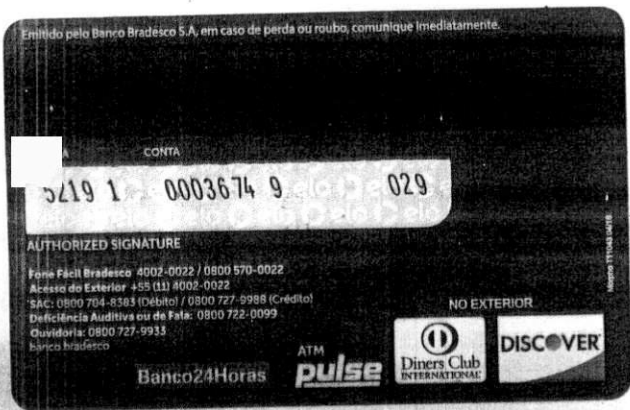 Emitido pelo Banco Bradesco S.A, em caso de perda ou roubo, comunique imediatamente.
CONTA
5219 1 0003674 9 029
AUTHORIZED SIGNATURE
Fone Fácil Bradesco 4002-0022 / 0800 570-0022
Acesso do Exterior +55 (11) 4002-0022
SAC: 0800 704-8383 (Débito) / 0800 727-9988 (Crédito)
Deficiência Auditiva ou de Fala: 0800 722-0099
Ouvidoria: 0800 727-9933
banco bradesco
NO EXTERIOR
Banco24Horas
ATM
pulse
Diners Club
INTERNATIONAL
DISCOVER